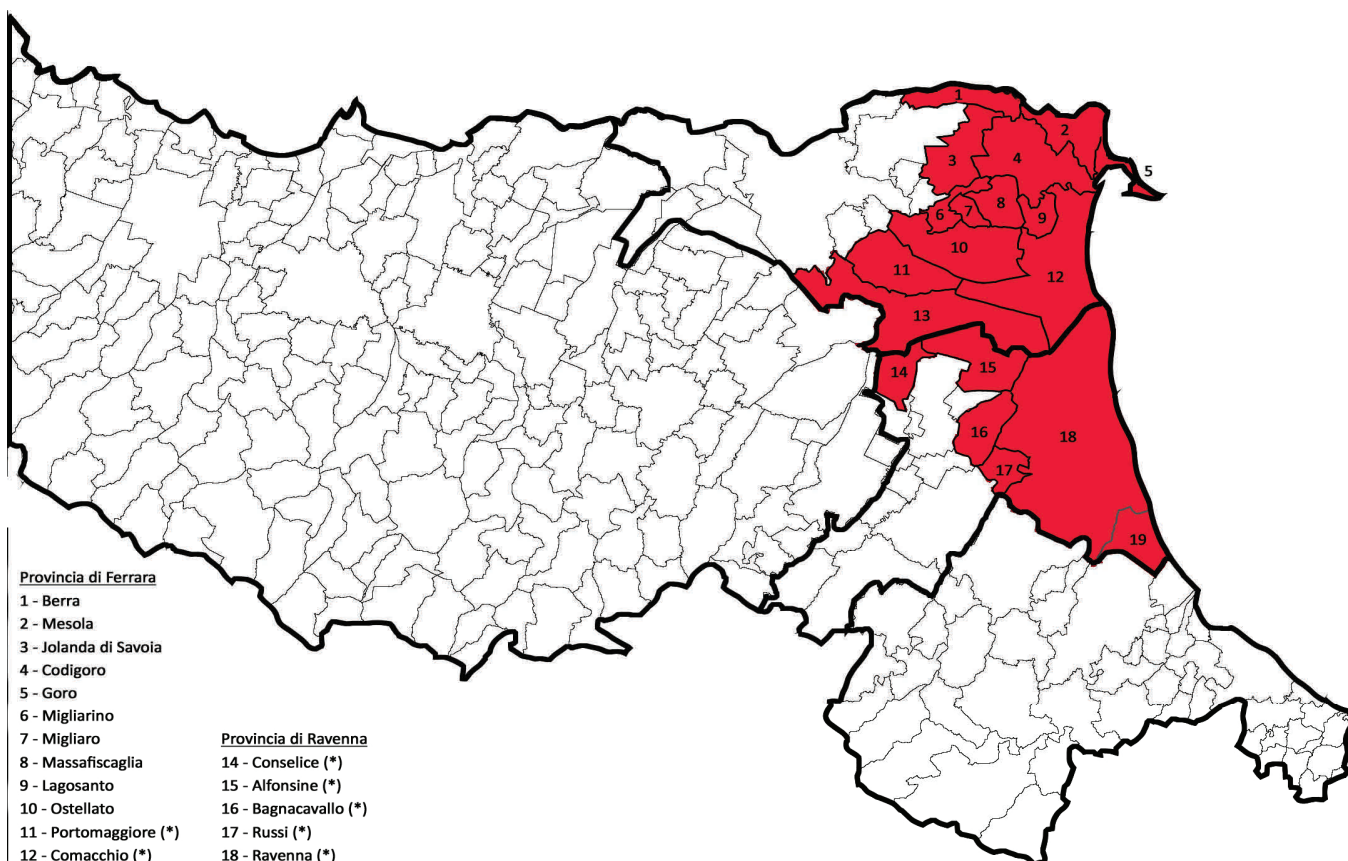 1
2
3
4
5
6
7
8
9
10
11
12
13
14
15
16
17
18
19
Provincia di Ferrara
1 - Berra
2 - Mesola
3 - Jolanda di Savoia
4 - Codigoro
5 - Goro
6 - Migliarino
7 - Migliaro
8 - Massafiscaglia
9 - Lagosanto
10 - Ostellato
11 - Portomaggiore (*)
12 - Comacchio (*)
Provincia di Ravenna
14 - Conselice (*)
15 - Alfonsine (*)
16 - Bagnacavallo (*)
17 - Russi (*)
18 - Ravenna (*)